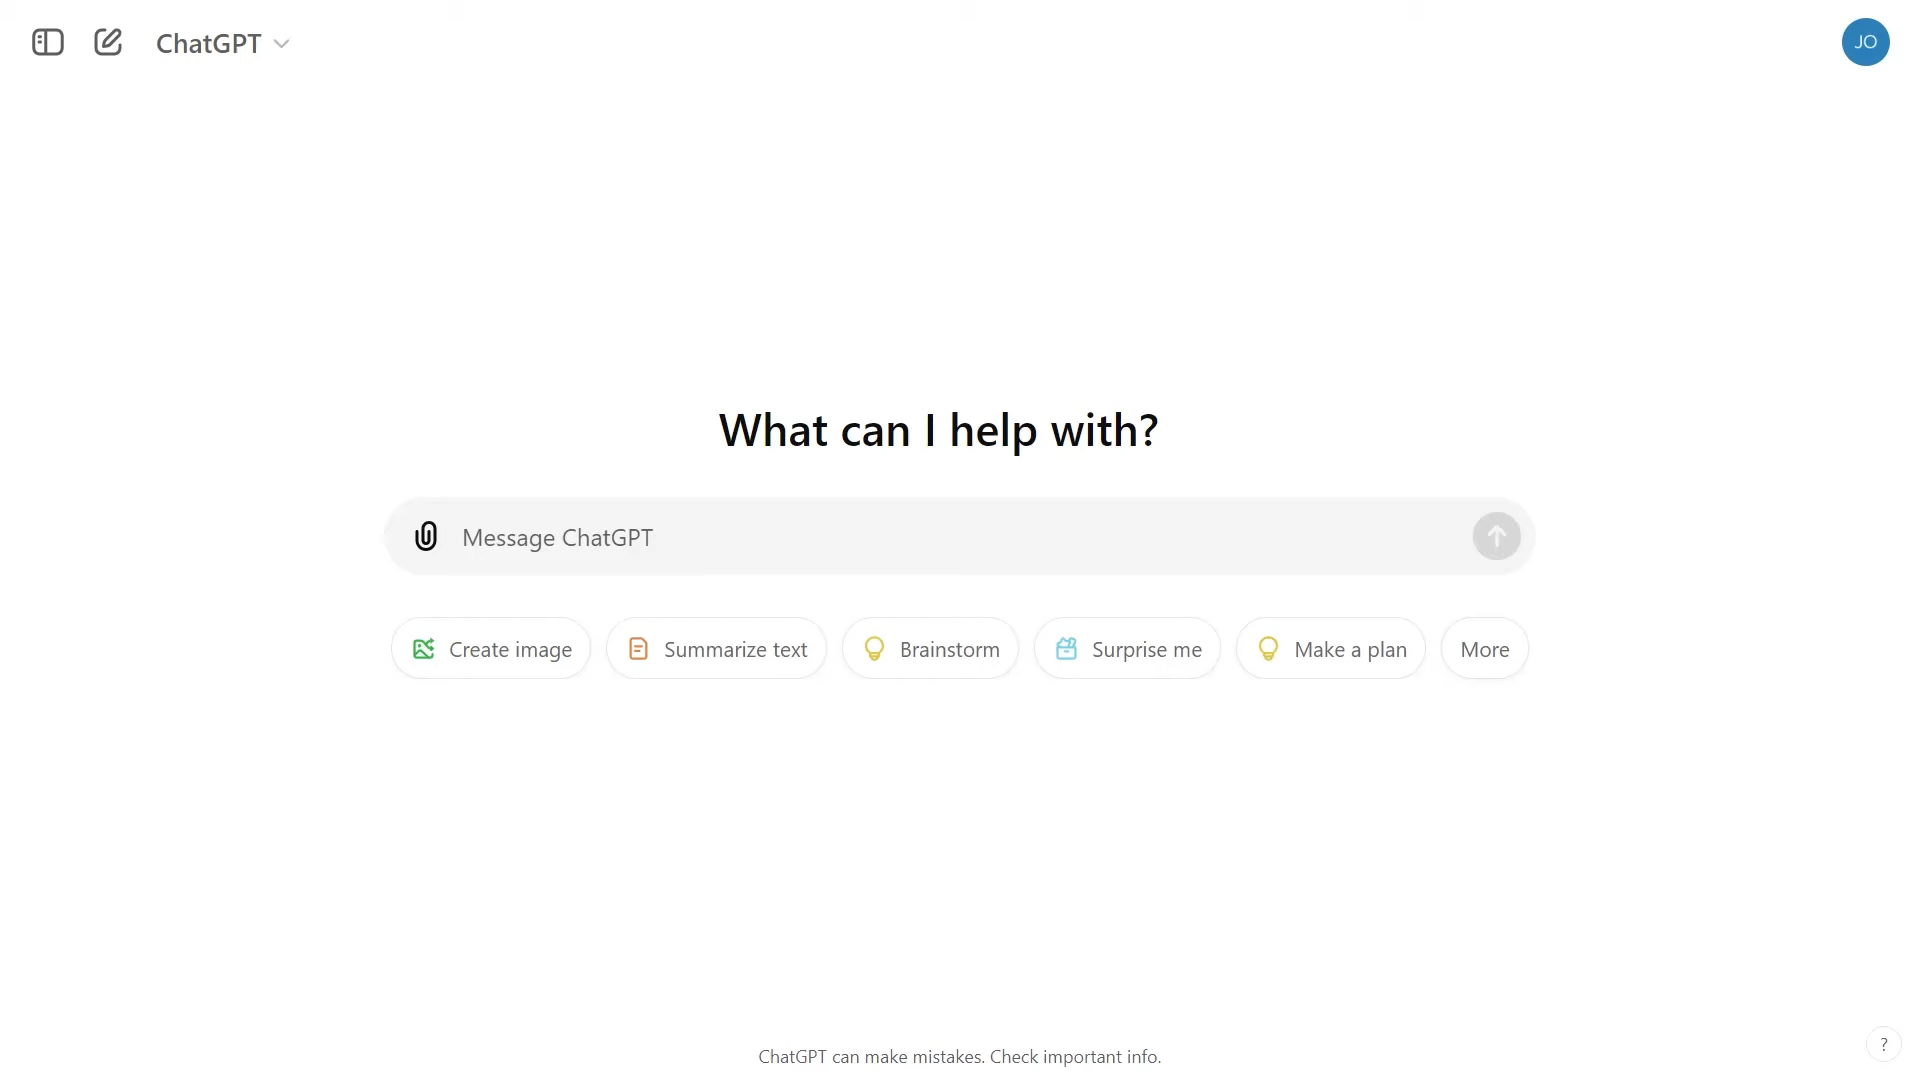 ChatGPT
JO
What can I help with?
Message ChatGPT
Create image
Summarize text
Brainstorm
Surprise me
Make a plan
More
ChatGPT can make mistakes. Check important info.
?